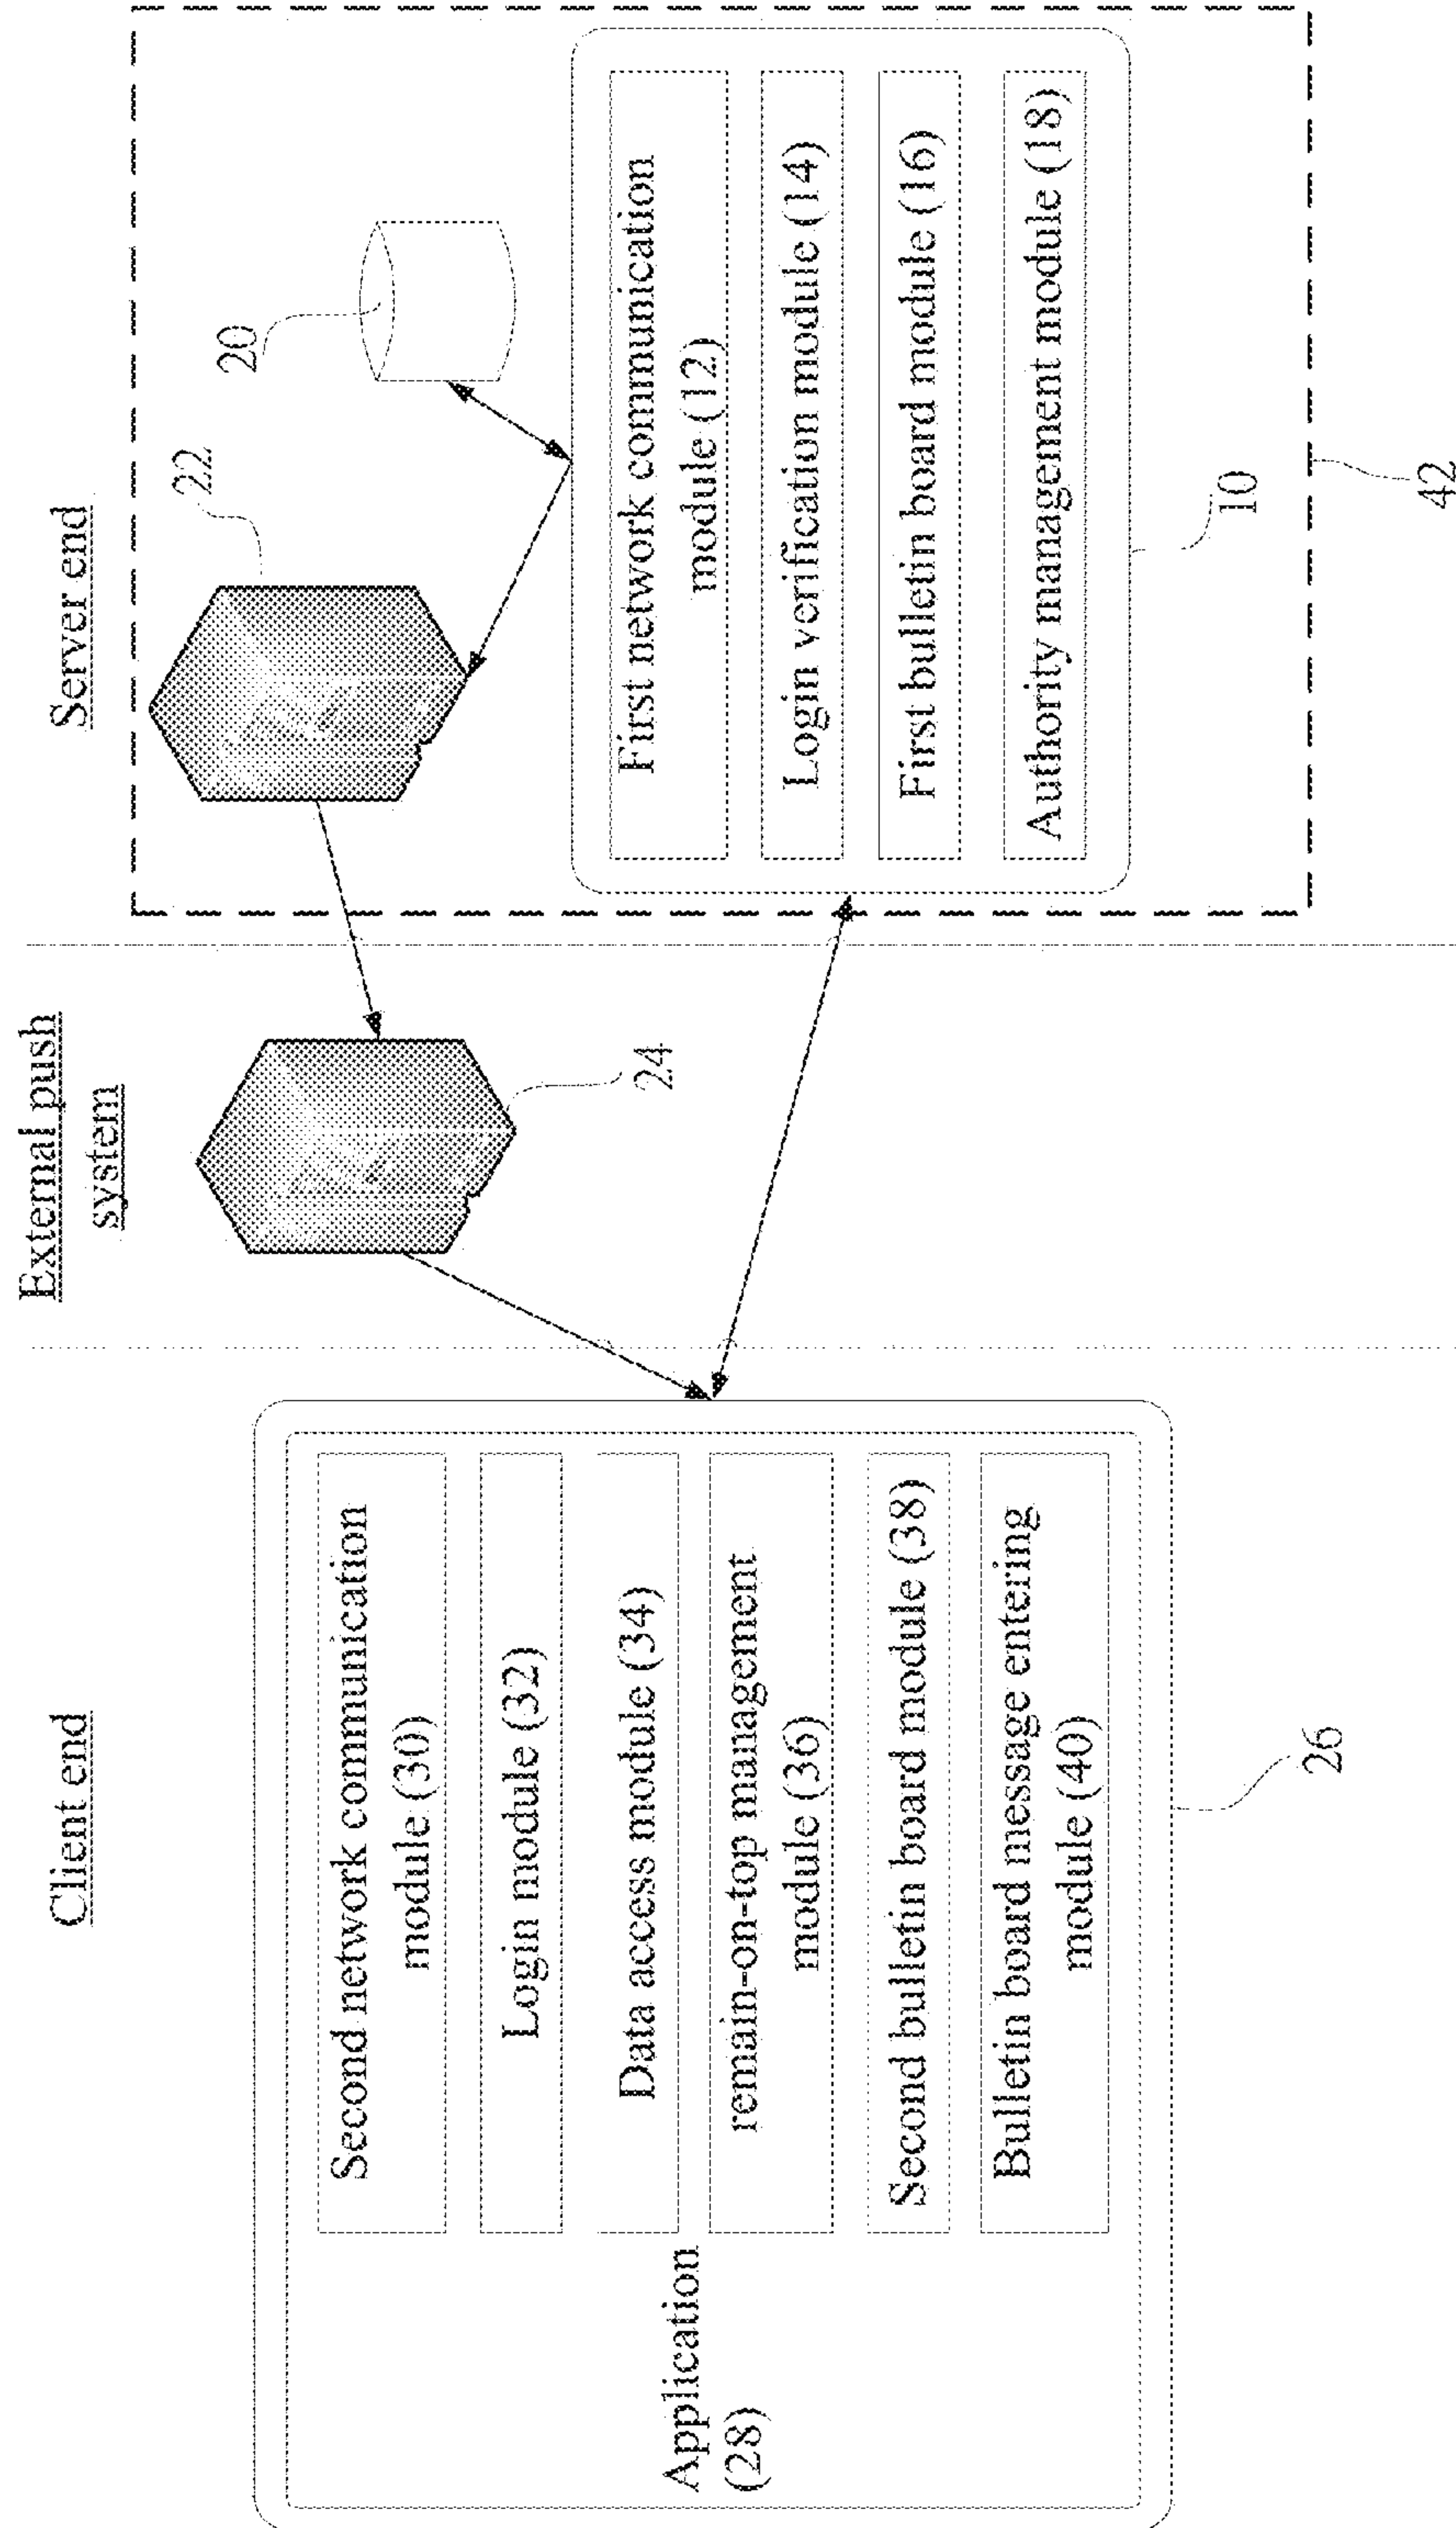 Client end
External push
system
Server end
Application
(28)
Second network communication
module (30)
Login module (32)
Data access module (34)
remain-on-top management
module (36)
Second bulletin board module (38)
Bulletin board message entering
module (40)
26
24
22
20
First network communication
module (12)
Login verification module (14)
First bulletin board module (16)
Authority management module (18)
10
42